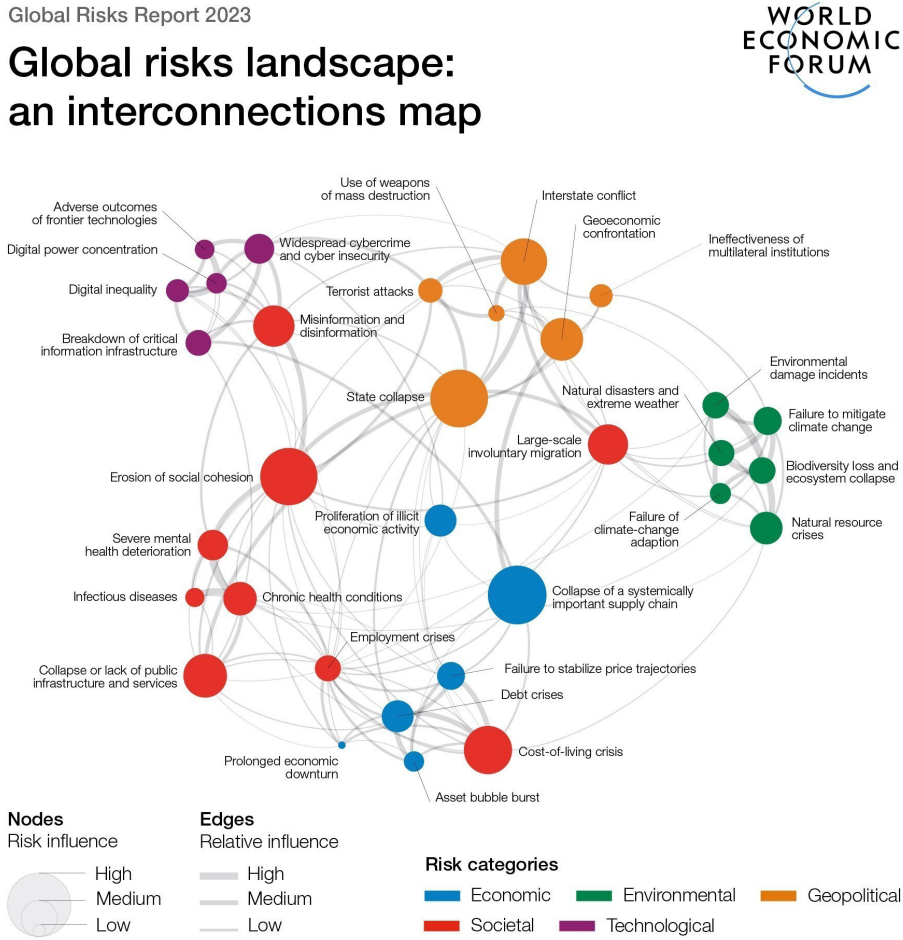 Global Risks Report 2023
WORLD
ECONOMIC
FORUM
Global risks landscape:
an interconnections map
Use of weapons
of mass destruction
Interstate conflict
Adverse outcomes
of frontier technologies
Geoeconomic
confrontation
Digital power concentration
Widespread cybercrime
and cyber insecurity
Ineffectiveness of
multilateral institutions
Digital inequality
Terrorist attacks
Misinformation and
disinformation
Breakdown of critical
information infrastructure
Environmental
damage incidents
State collapse
Natural disasters and
extreme weather
Failure to mitigate
climate change
Large-scale
involuntary migration
Erosion of social cohesion
Biodiversity loss and
ecosystem collapse
Proliferation of illicit
economic activity
Failure of
climate-change
adaption
Natural resource
crises
Severe mental
health deterioration
Infectious diseases
Chronic health conditions
Collapse of a systemically
important supply chain
Employment crises
Collapse or lack of public
infrastructure and services
Failure to stabilize price trajectories
Debt crises
Prolonged economic
downturn
Cost-of-living crisis
Asset bubble burst
Nodes
Risk influence
High
Medium
Low
Edges
Relative influence
High
Medium
Low
Risk categories
Economic
Environmental
Geopolitical
Societal
Technological